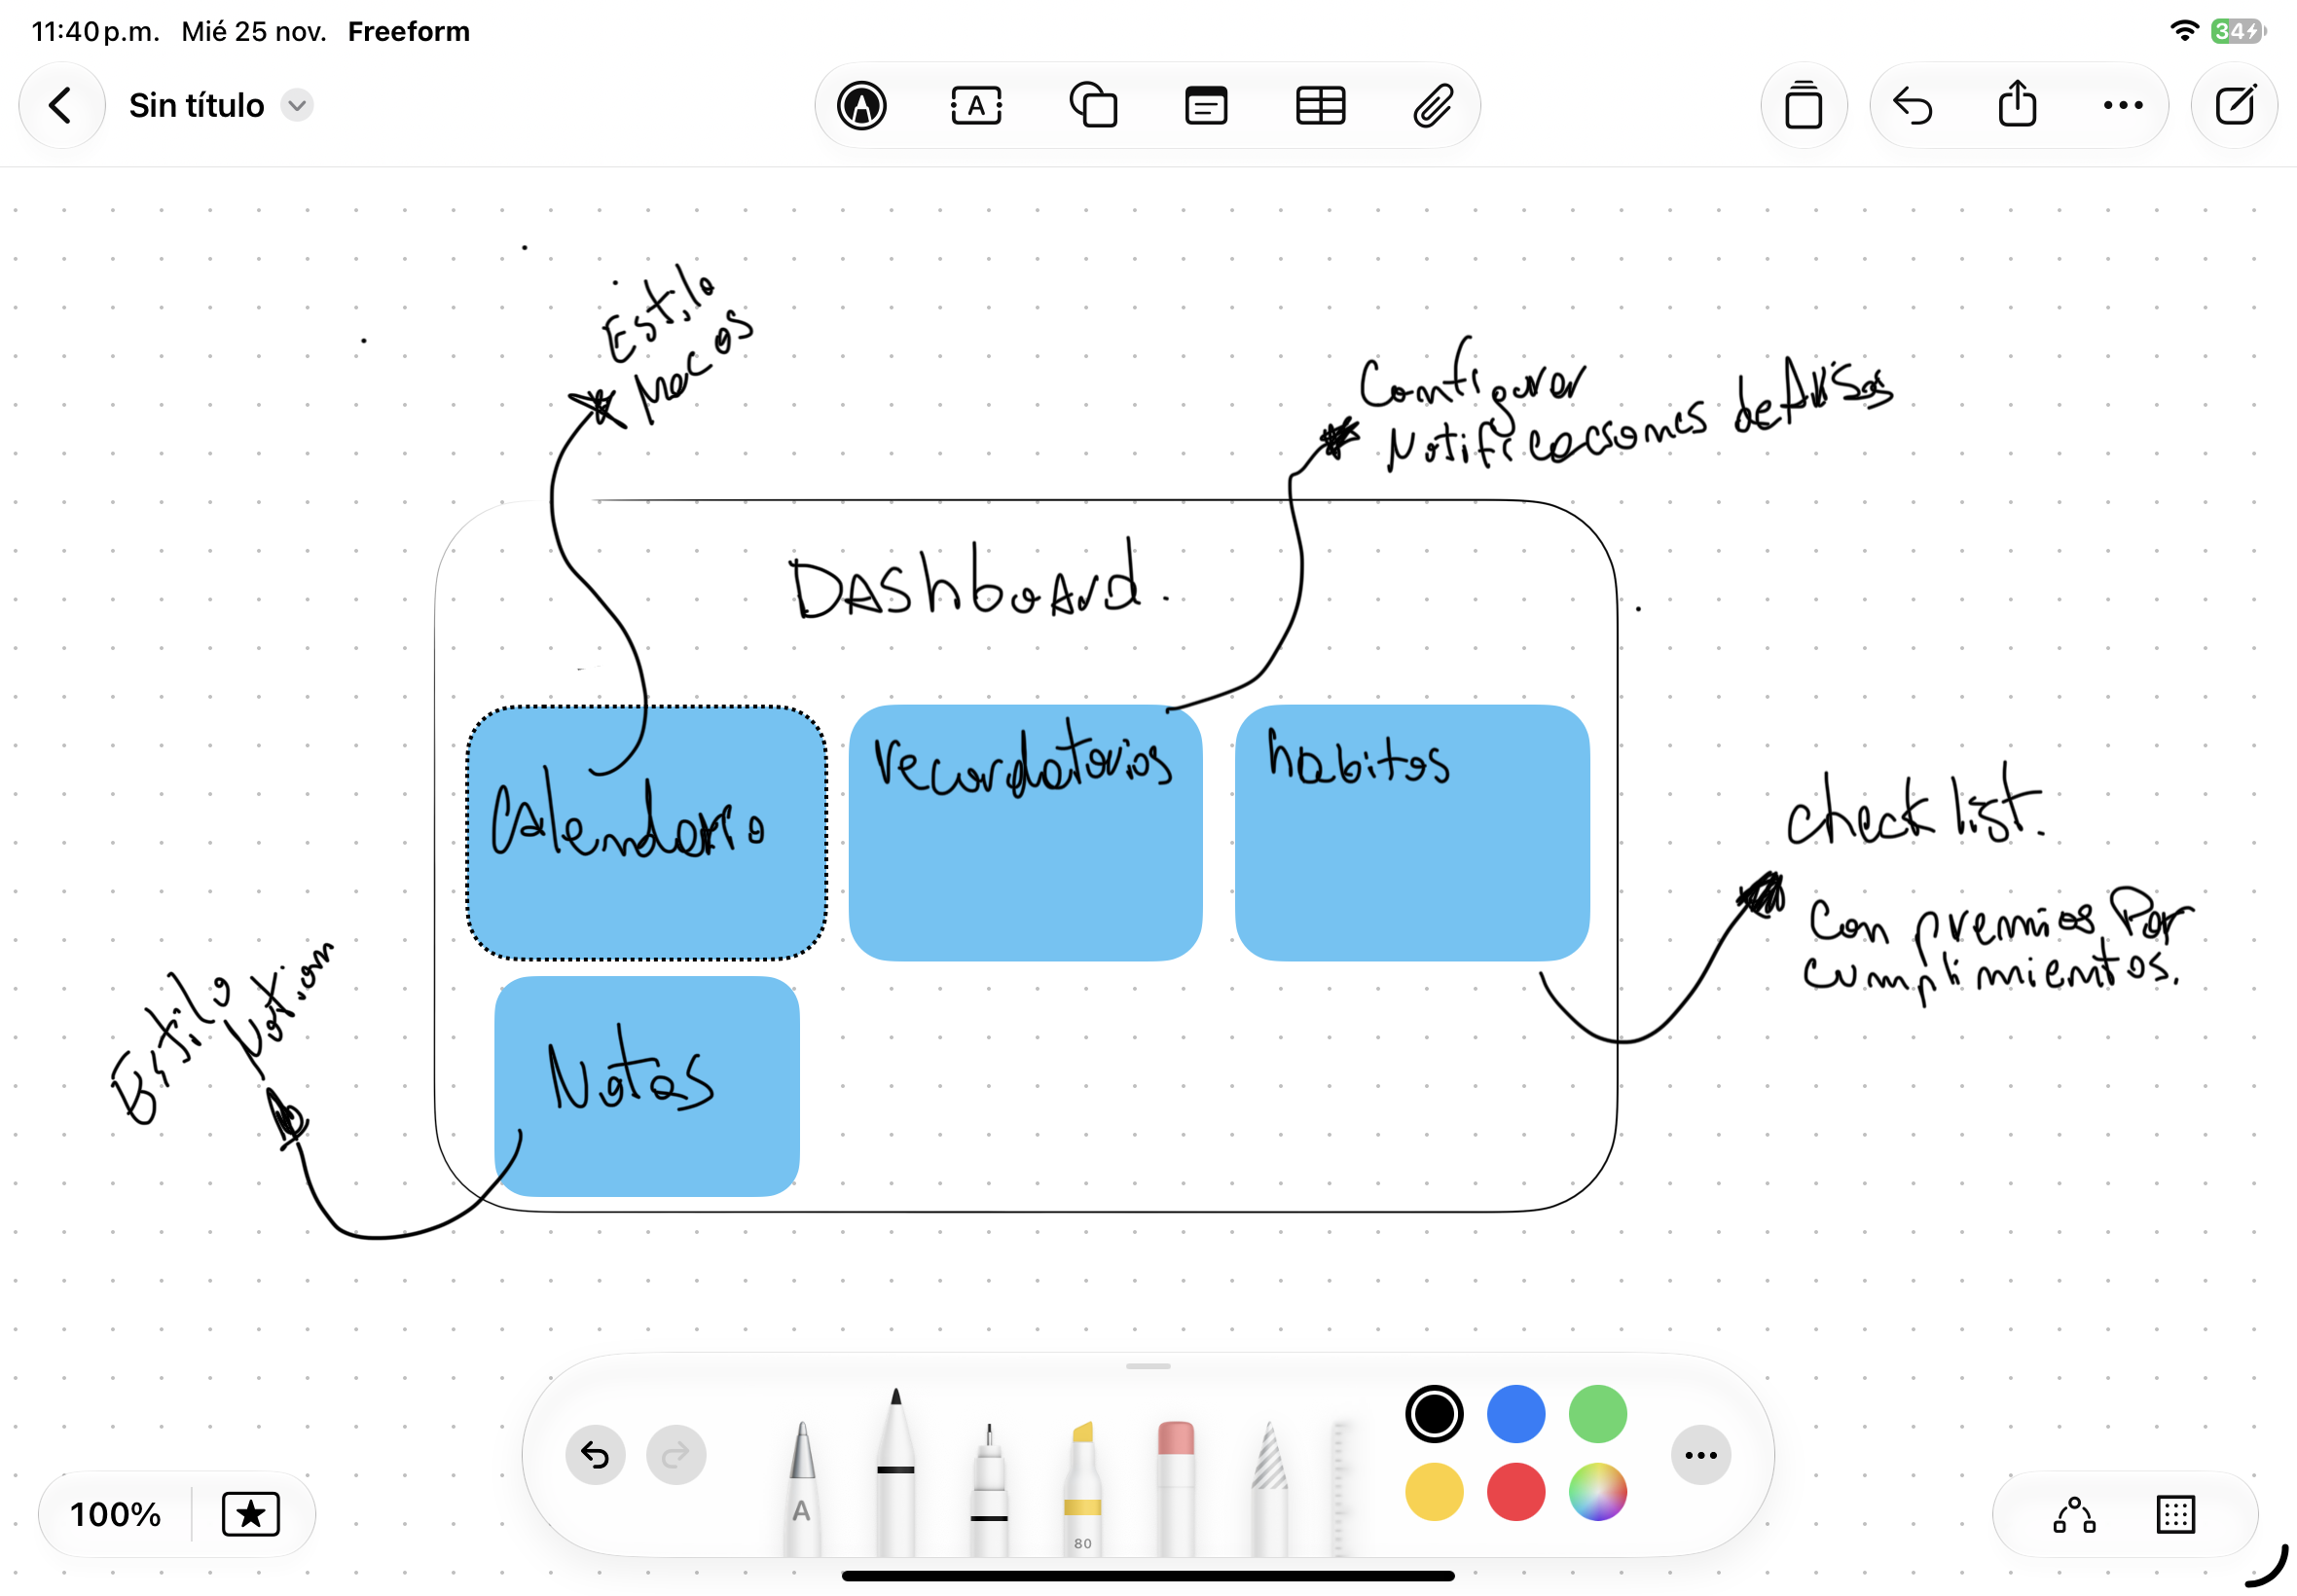 11:40 p.m. Mié 25 nov. Freeform
34
Sin título
A
Estilo
Mac os
Configurar
Notificaciones de Avisos
DAShboard.
Calendario
recordatorios
habitos
check list.
Con premios Por
cumplimientos.
Estilo
Notion
Notas
A
80
100%